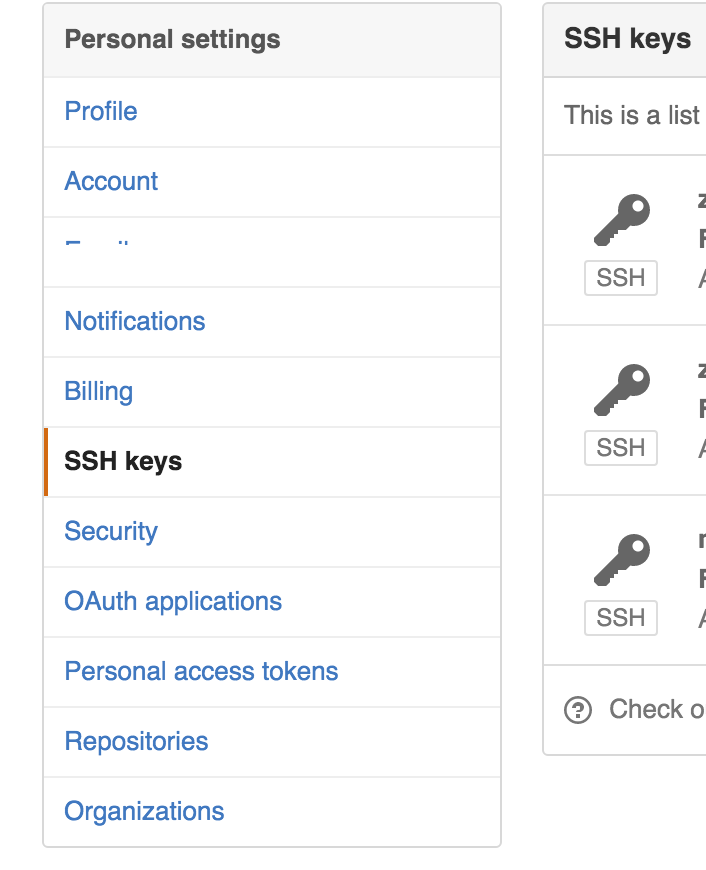 Personal settings
Profile
Account
Notifications
Billing
SSH keys
Security
OAuth applications
Personal access tokens
Repositories
Organizations
SSH keys
This is a list
SSH
SSH
SSH
Check